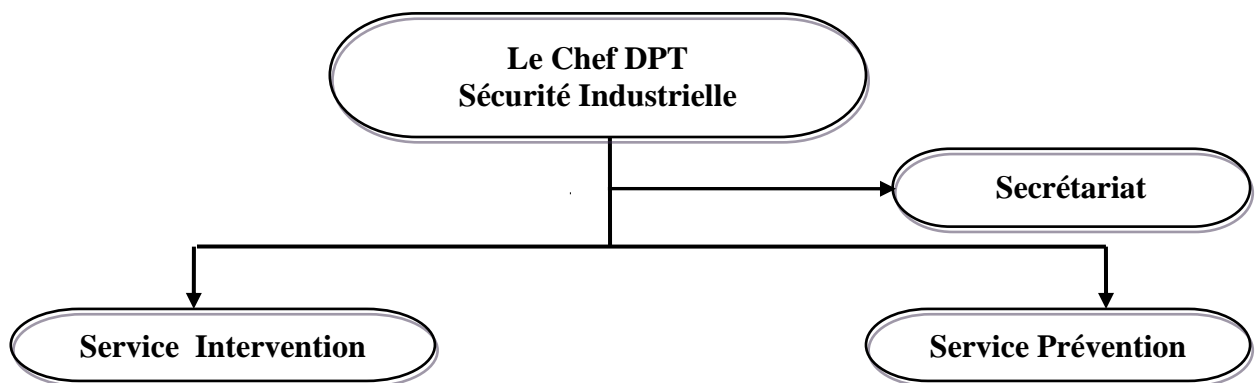 Le Chef DPT
Sécurité Industrielle
Secrétariat
Service Intervention
Service Prévention